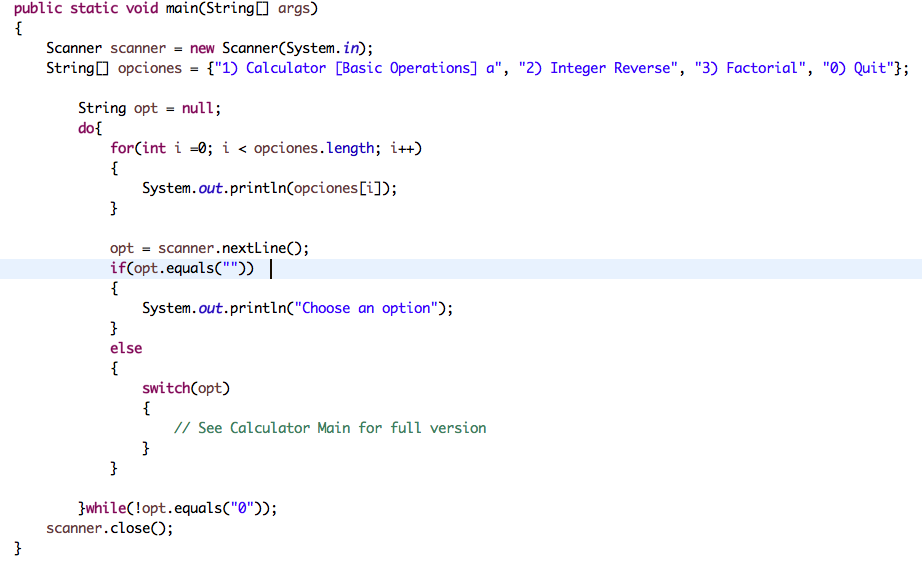 public static void main(String[] args)
{
    Scanner scanner = new Scanner(System.in);
    String[] opciones = {"1) Calculator [Basic Operations] a", "2) Integer Reverse", "3) Factorial", "0) Quit"};

        String opt = null;
        do{
            for(int i =0; i < opciones.length; i++)
            {
                System.out.println(opciones[i]);
            }

            opt = scanner.nextLine();
            if(opt.equals(""))
            {
                System.out.println("Choose an option");
            }
            else
            {
                switch(opt)
                {
                    // See Calculator Main for full version
                }
            }

        }while(!opt.equals("0"));
    scanner.close();
}